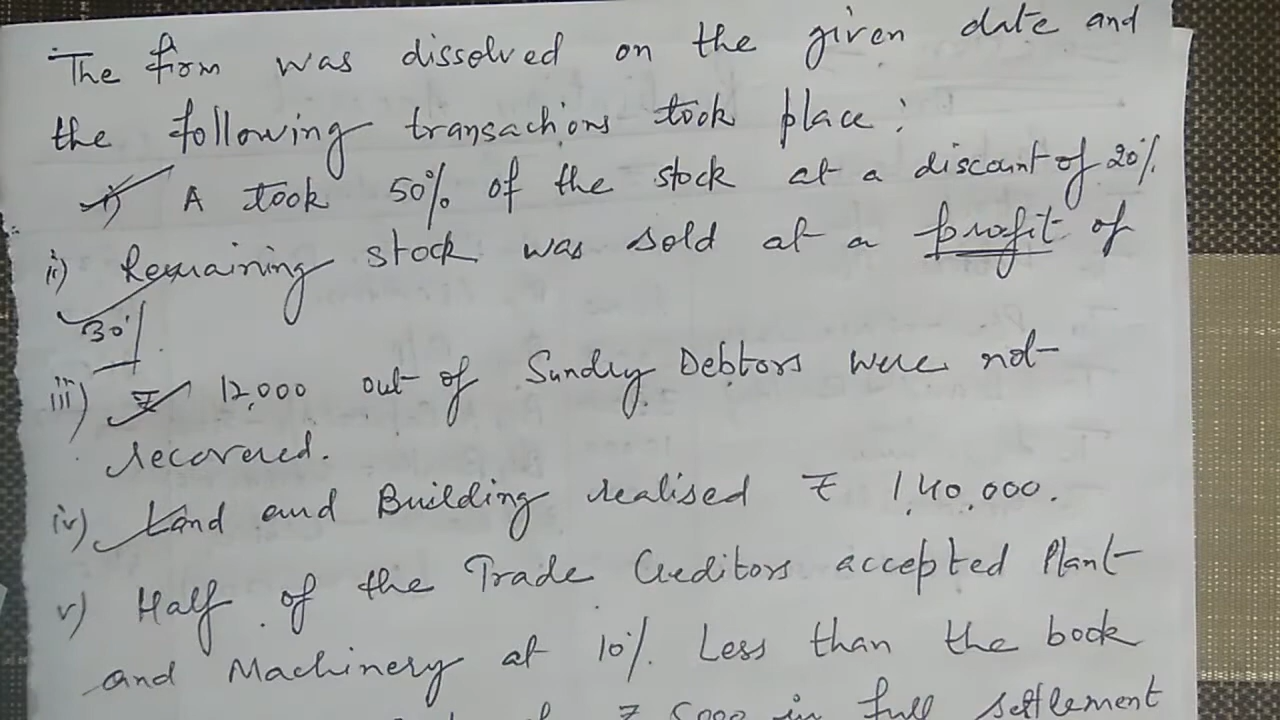 The firm was dissolved on the given date and
the following transactions took place:
i) A took 50% of the stock at a discount of 20%.
ii) Remaining stock was sold at a profit of
30%.
iii) ₹ 12,000 out of Sundry Debtors were not
recovered.
iv) Land and Building realised ₹ 1,40,000.
v) Half of the Trade Creditors accepted Plant
and Machinery at 10% Less than the book
₹ 5000 in full settlement